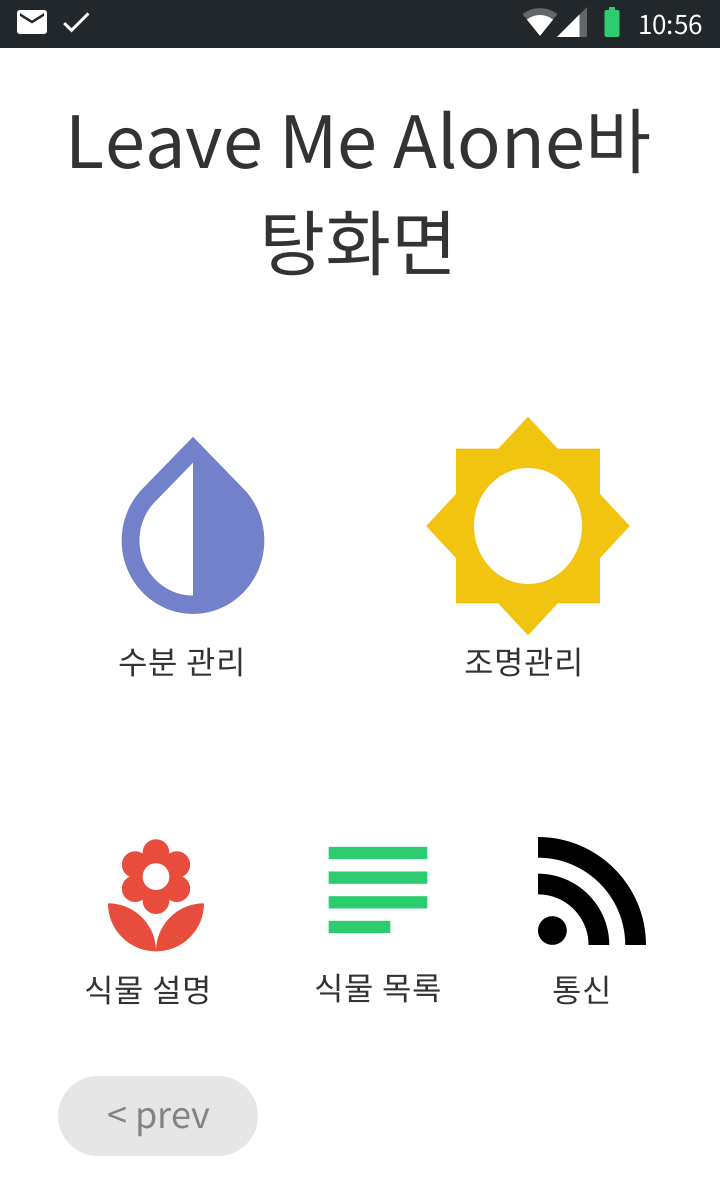 10:56
Leave Me Alone바
탕화면
수분 관리
조명관리
식물 설명
식물 목록
통신
< prev